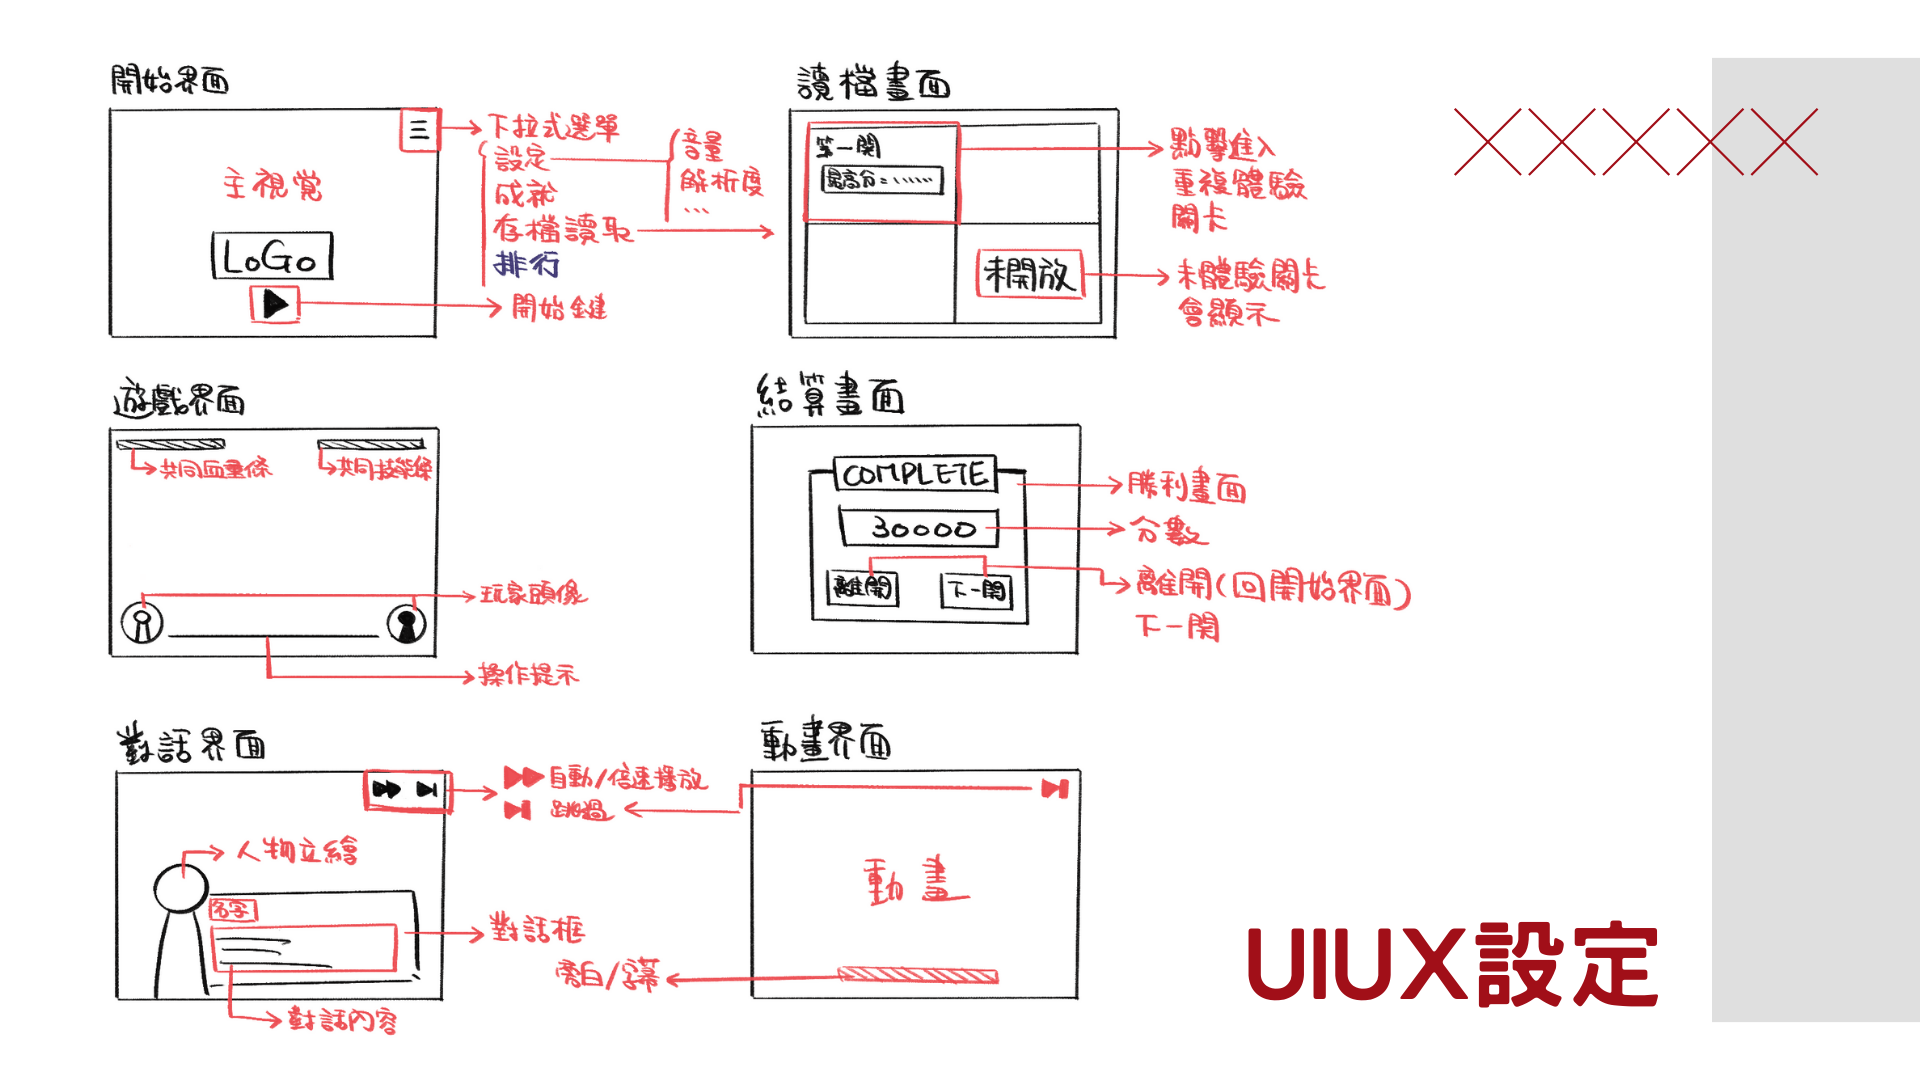 開始界面
三
主視覚
LoGo
下拉式選單
設定
成就
存檔讀取
排行
音量
解析度
...
開始鍵
讀檔畫面
第一関
最高分=......
未開放
點擊進入
重複體驗
關卡
未體驗關卡
會顯示
遊戲界面
共同血量條
共同技能條
玩家頭像
操作提示
結算畫面
COMPLETE
30000
離開
下一関
勝利畫面
分數
離開(回開始界面)
下一関
對話界面
自動/倍速播放
跳過
人物立繪
名字
對話框
對話內容
動畫界面
動畫
旁白/字幕
UIUX設定